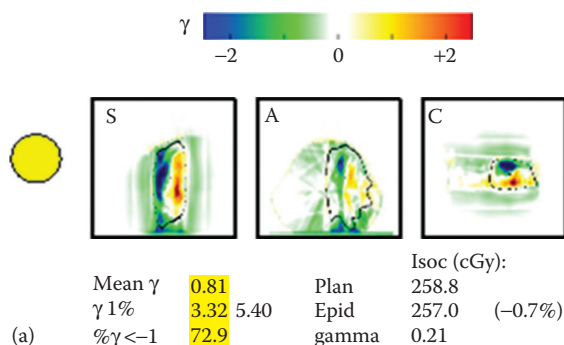 γ
−2 0 +2
S A C
Isoc (cGy):
Mean γ 0.81 Plan 258.8
γ 1% 3.32 5.40 Epid 257.0 (−0.7%)
(a) %γ <−1 72.9 gamma 0.21